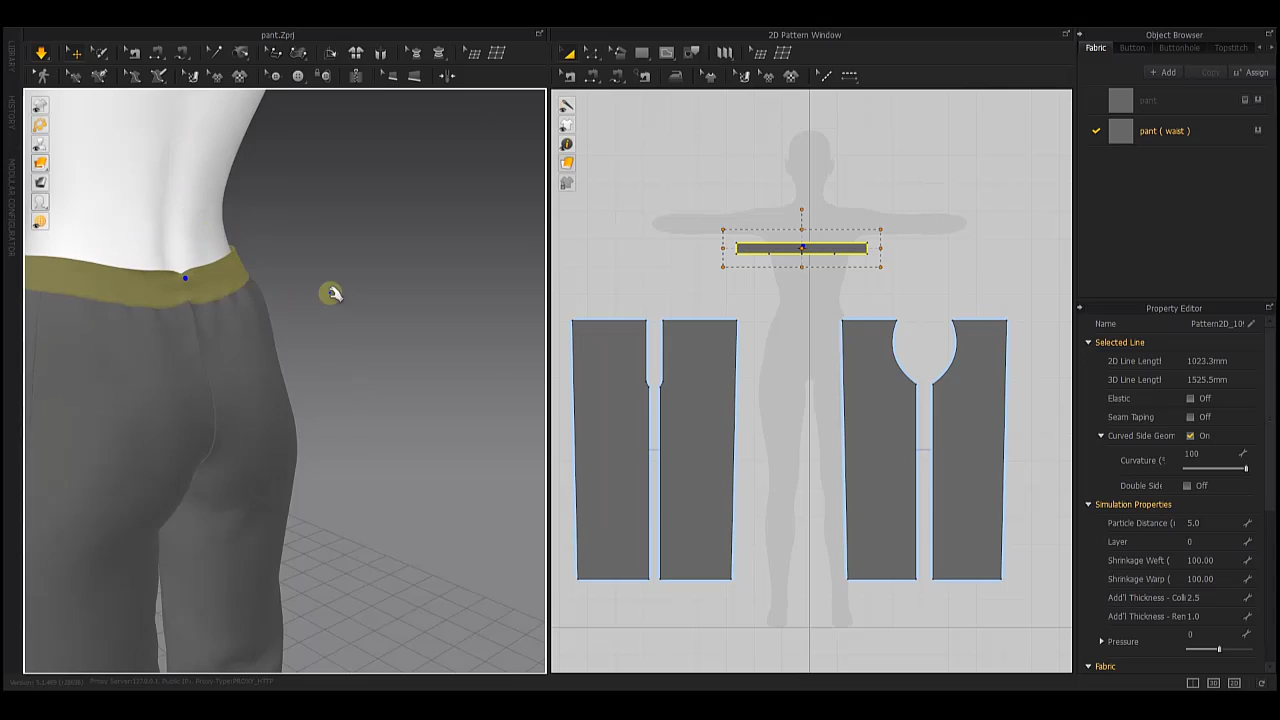 pant.Zprj
2D Pattern Window
Object Browser
Fabric Button Buttonhole Topstitch
+ Add Copy Assign
pant
pant ( waist )
LIBRARY
HISTORY
MODULAR CONFIGURATOR
Property Editor
Name Pattern2D_10!
Selected Line
2D Line Lengtl 1023.3mm
3D Line Lengtl 1525.5mm
Elastic Off
Seam Taping Off
Curved Side Geom On
Curvature (% 100
Double Side Off
Simulation Properties
Particle Distance (r 5.0
Layer 0
Shrinkage Weft ( 100.00
Shrinkage Warp ( 100.00
Add'l Thickness - Colli 2.5
Add'l Thickness - Ren 1.0
Pressure 0
Fabric
3D 2D